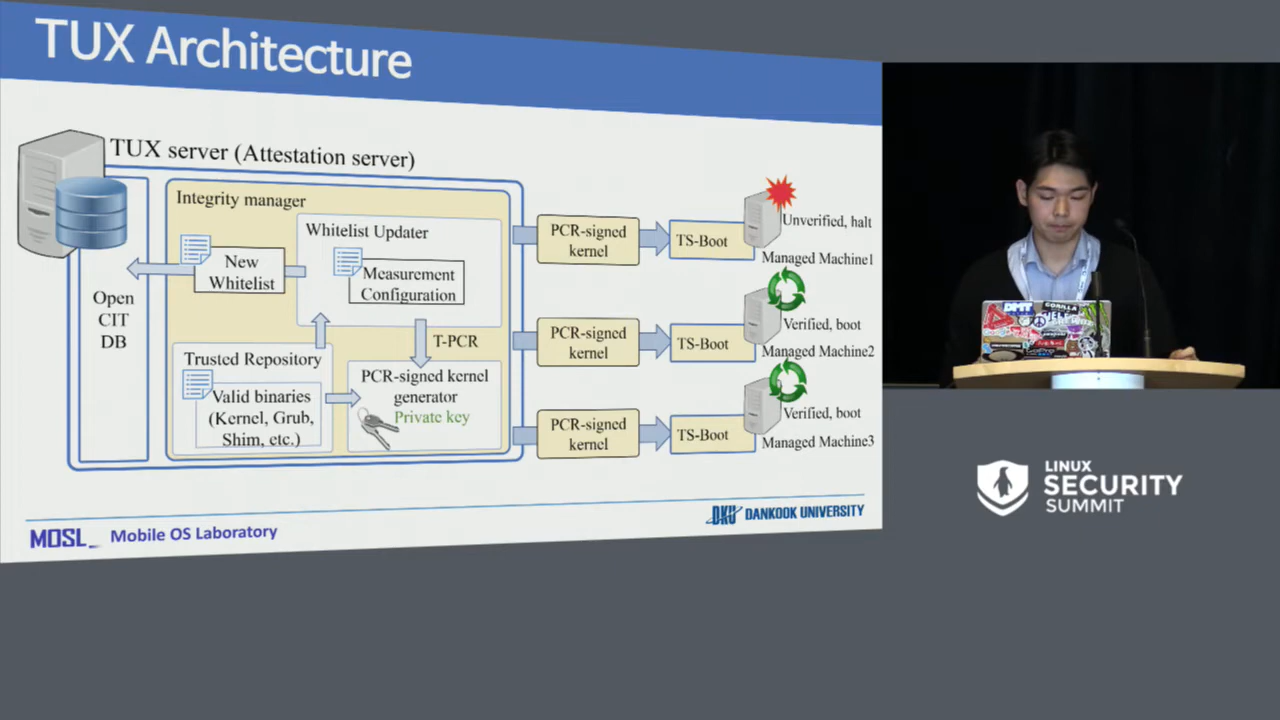 TUX Architecture
TUX server (Attestation server)
Integrity manager
Whitelist Updater
New
Whitelist
Measurement
Configuration
Open
CIT
DB
T-PCR
Trusted Repository
Valid binaries
(Kernel, Grub,
Shim, etc.)
PCR-signed kernel
generator
Private key
PCR-signed
kernel
TS-Boot
Unverified, halt
Managed Machine1
PCR-signed
kernel
TS-Boot
Verified, boot
Managed Machine2
PCR-signed
kernel
TS-Boot
Verified, boot
Managed Machine3
MOSL_
Mobile OS Laboratory
DKU DANKOOK UNIVERSITY
LINUX
SECURITY
SUMMIT
GORILLA